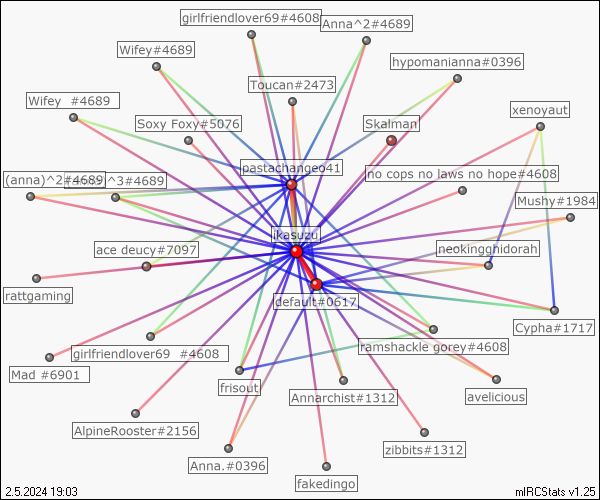 girlfriendlover69#4608
Anna^2#4689
Wifey#4689
hypomanianna#0396
Toucan#2473
Wifey #4689
xenoyaut
Soxy Foxy#5076
Skalman
pastachangeo41
no cops no laws no hope#4608
(anna)^2#4689
^3#4689
Mushy#1984
ikasuzu
ace deucy#7097
neokingghidorah
rattgaming
default#0617
Cypha#1717
girlfriendlover69 #4608
ramshackle gorey#4608
Mad #6901
frisout
Annarchist#1312
avelicious
AlpineRooster#2156
zibbits#1312
Anna.#0396
fakedingo
2.5.2024 19:03
mIRCStats v1.25